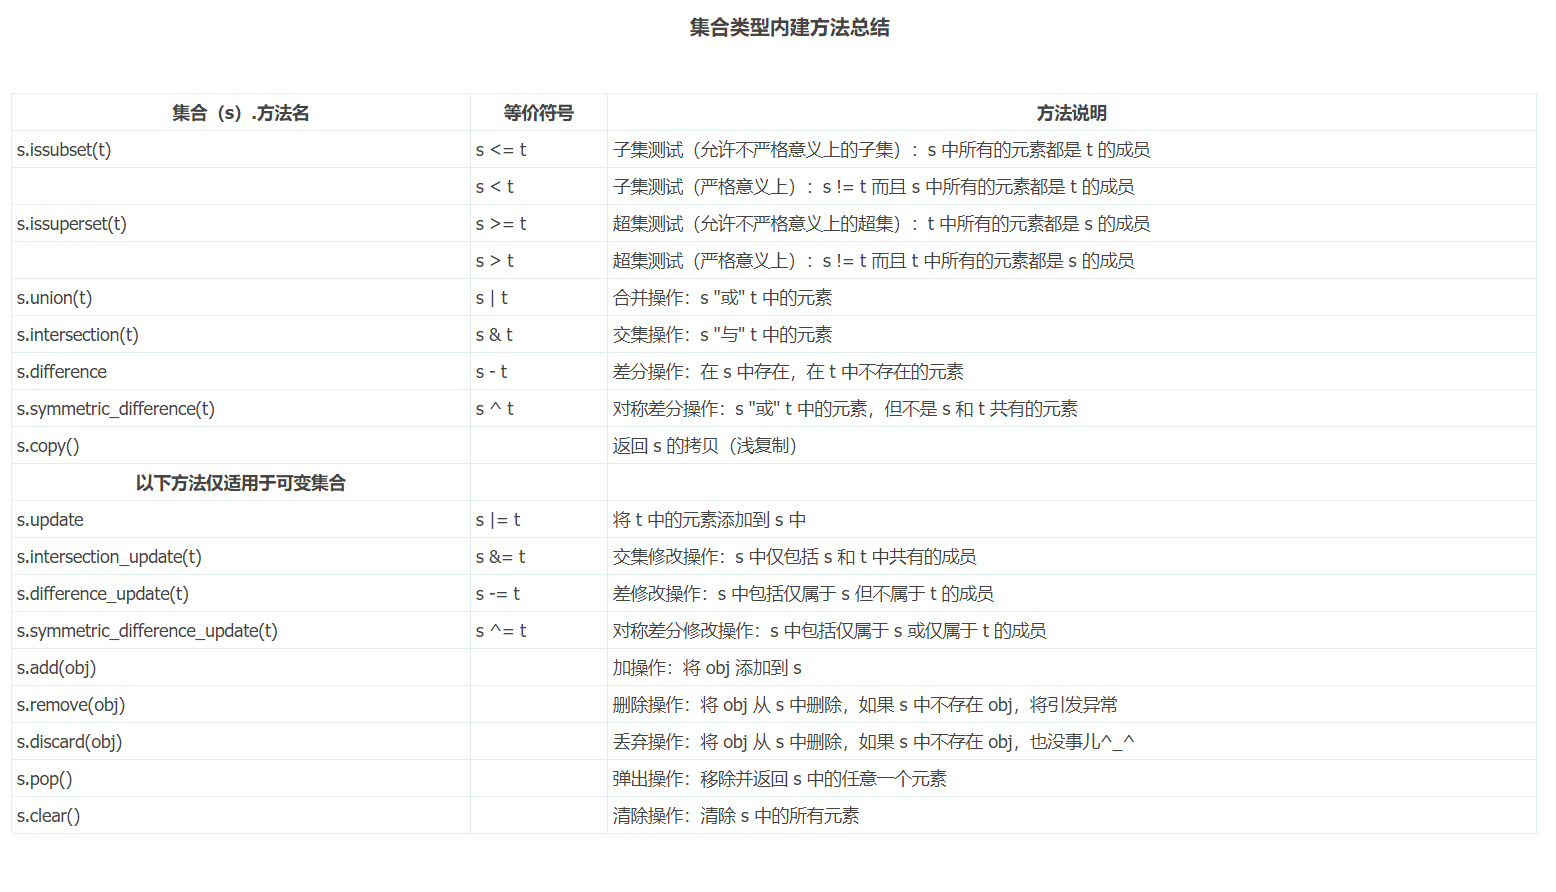 集合类型内建方法总结
集合（s）.方法名 等价符号 方法说明
s.issubset(t) s <= t 子集测试（允许不严格意义上的子集）：s 中所有的元素都是 t 的成员
s < t 子集测试（严格意义上）：s != t 而且 s 中所有的元素都是 t 的成员
s.issuperset(t) s >= t 超集测试（允许不严格意义上的超集）：t 中所有的元素都是 s 的成员
s > t 超集测试（严格意义上）：s != t 而且 t 中所有的元素都是 s 的成员
s.union(t) s | t 合并操作：s "或" t 中的元素
s.intersection(t) s & t 交集操作：s "与" t 中的元素
s.difference s - t 差分操作：在 s 中存在，在 t 中不存在的元素
s.symmetric_difference(t) s ^ t 对称差分操作：s "或" t 中的元素，但不是 s 和 t 共有的元素
s.copy() 返回 s 的拷贝（浅复制）
以下方法仅适用于可变集合
s.update s |= t 将 t 中的元素添加到 s 中
s.intersection_update(t) s &= t 交集修改操作：s 中仅包括 s 和 t 中共有的成员
s.difference_update(t) s -= t 差修改操作：s 中包括仅属于 s 但不属于 t 的成员
s.symmetric_difference_update(t) s ^= t 对称差分修改操作：s 中包括仅属于 s 或仅属于 t 的成员
s.add(obj) 加操作：将 obj 添加到 s
s.remove(obj) 删除操作：将 obj 从 s 中删除，如果 s 中不存在 obj，将引发异常
s.discard(obj) 丢弃操作：将 obj 从 s 中删除，如果 s 中不存在 obj，也没事儿^_^
s.pop() 弹出操作：移除并返回 s 中的任意一个元素
s.clear() 清除操作：清除 s 中的所有元素